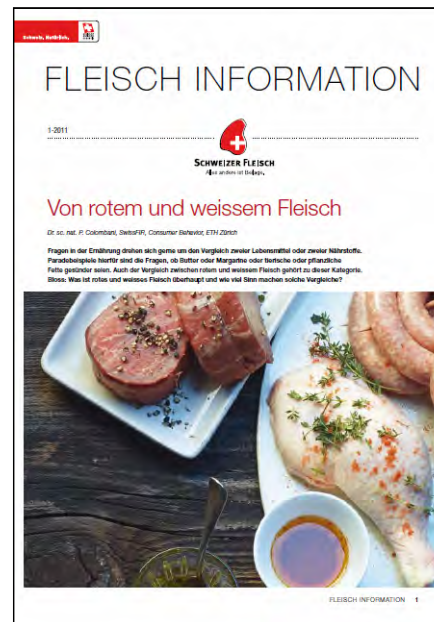 Schweiz. Natürlich.
FLEISCH INFORMATION
1-2011
SCHWEIZER FLEISCH
Alles andere ist Beilage.
Von rotem und weissem Fleisch
Dr. sc. nat. P. Colombani, SwissFIR, Consumer Behavior, ETH Zürich
Fragen in der Ernährung drehen sich gerne um den Vergleich zweier Lebensmittel oder zweier Nährstoffe.
Paradebeispiele hierfür sind die Fragen, ob Butter oder Margarine oder tierische oder pflanzliche
Fette gesünder seien. Auch der Vergleich zwischen rotem und weissem Fleisch gehört zu dieser Kategorie.
Bloss: Was ist rotes und weisses Fleisch überhaupt und wie viel Sinn machen solche Vergleiche?
FLEISCH INFORMATION 1